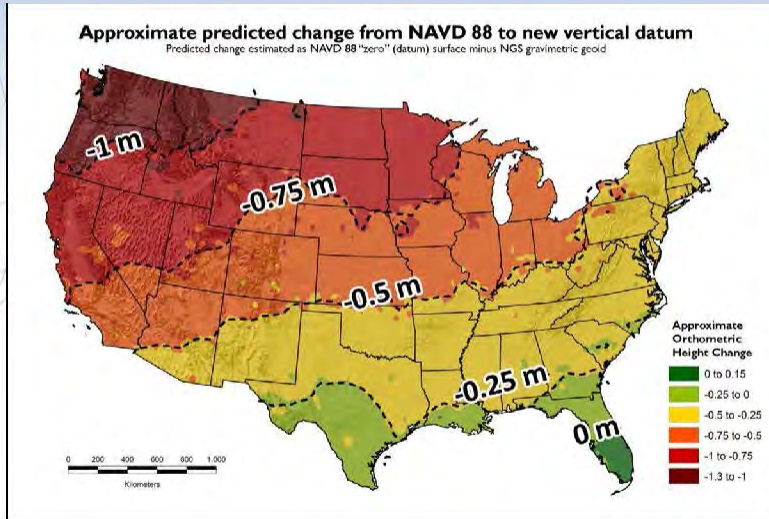 Approximate predicted change from NAVD 88 to new vertical datum
Predicted change estimated as NAVD 88 "zero" (datum) surface minus NGS gravimetric geoid
-1 m
-0.75 m
-0.5 m
-0.25 m
0 m
Approximate
Orthometric
Height Change
0 to 0.15
-0.25 to 0
-0.5 to -0.25
-0.75 to -0.5
-1 to -0.75
-1.3 to -1
0 200 400 600 800 1,000
Kilometers